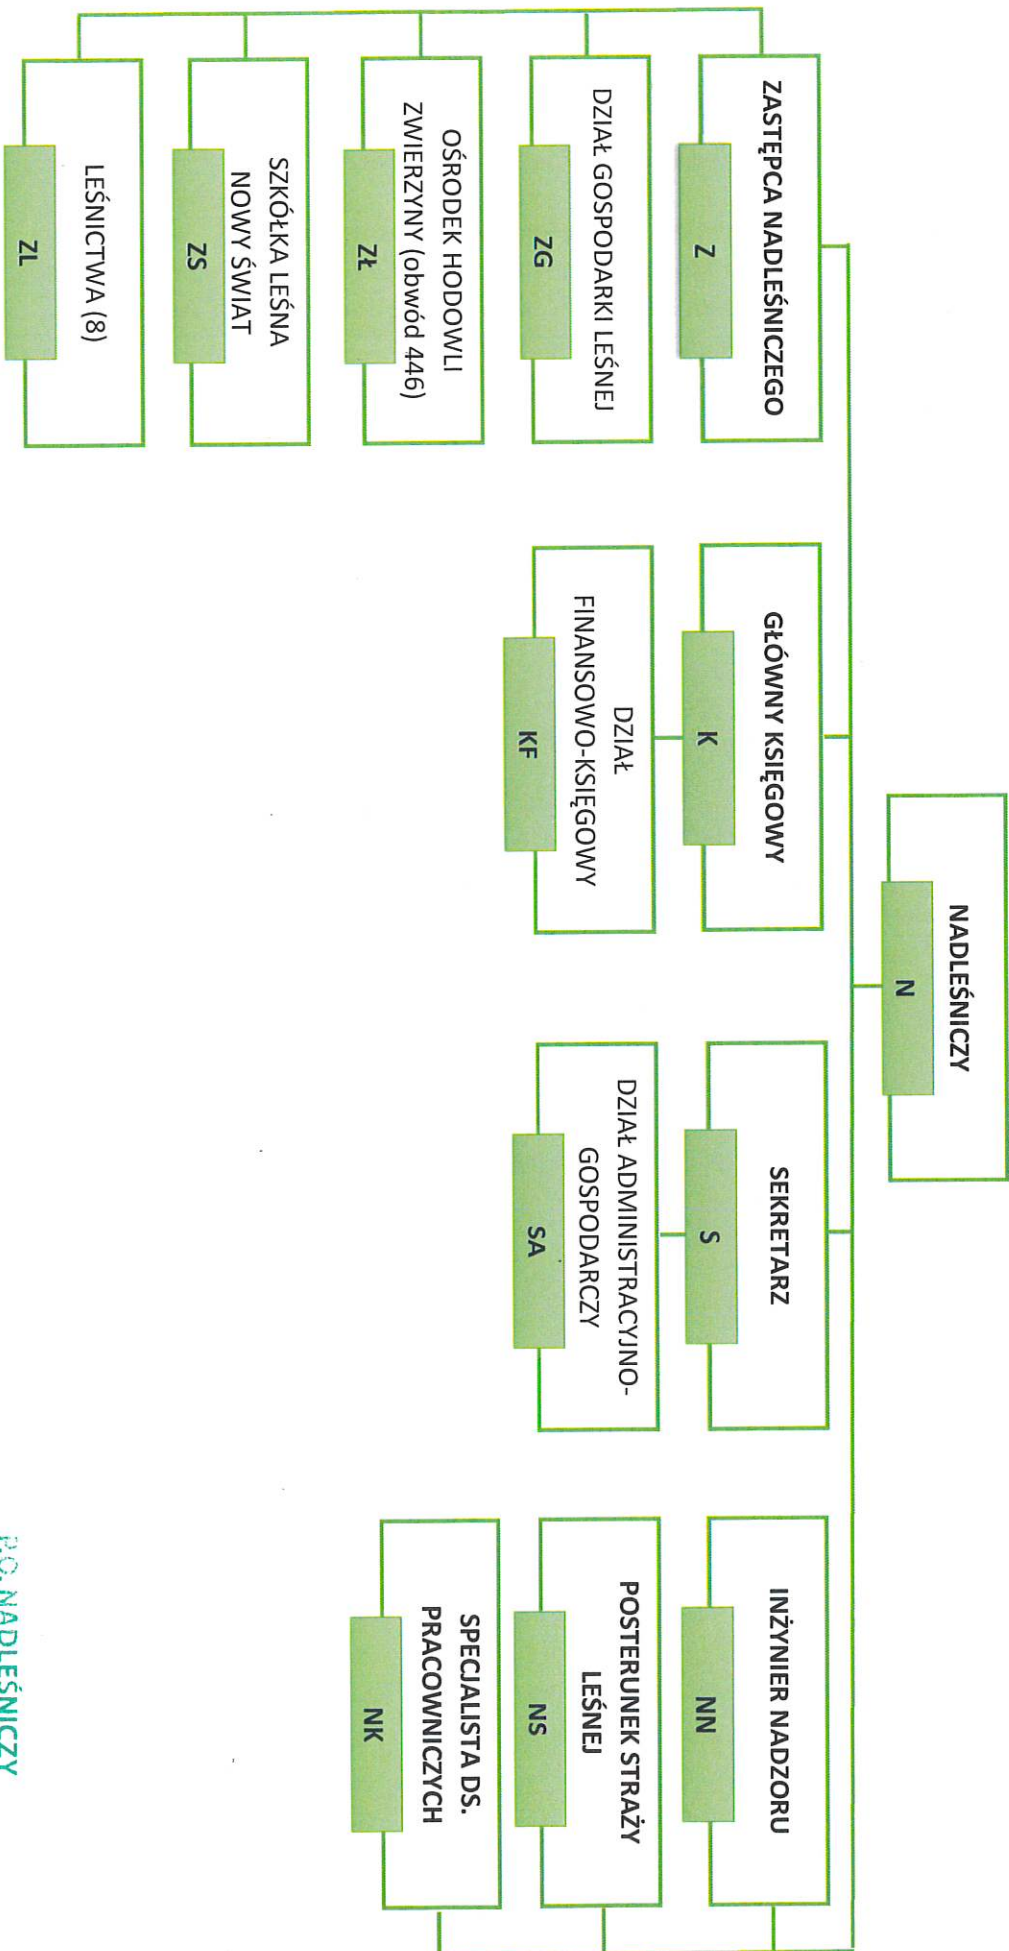 NADLEŚNICZY
N
ZASTĘPCA NADLEŚNICZEGO
Z
DZIAŁ GOSPODARKI LEŚNEJ
ZG
OŚRODEK HODOWLI
ZWIERZYNY (obwód 446)
ZŁ
SZKÓŁKA LEŚNA
NOWY ŚWIAT
ZS
LEŚNICTWA (8)
ZL
GŁÓWNY KSIĘGOWY
K
DZIAŁ
FINANSOWO-KSIĘGOWY
KF
SEKRETARZ
S
DZIAŁ ADMINISTRACYJNO-
GOSPODARCZY
SA
INŻYNIER NADZORU
NN
POSTERUNEK STRAŻY
LEŚNEJ
NS
SPECJALISTA DS.
PRACOWNICZYCH
NK
P.O. NADLEŚNICZY